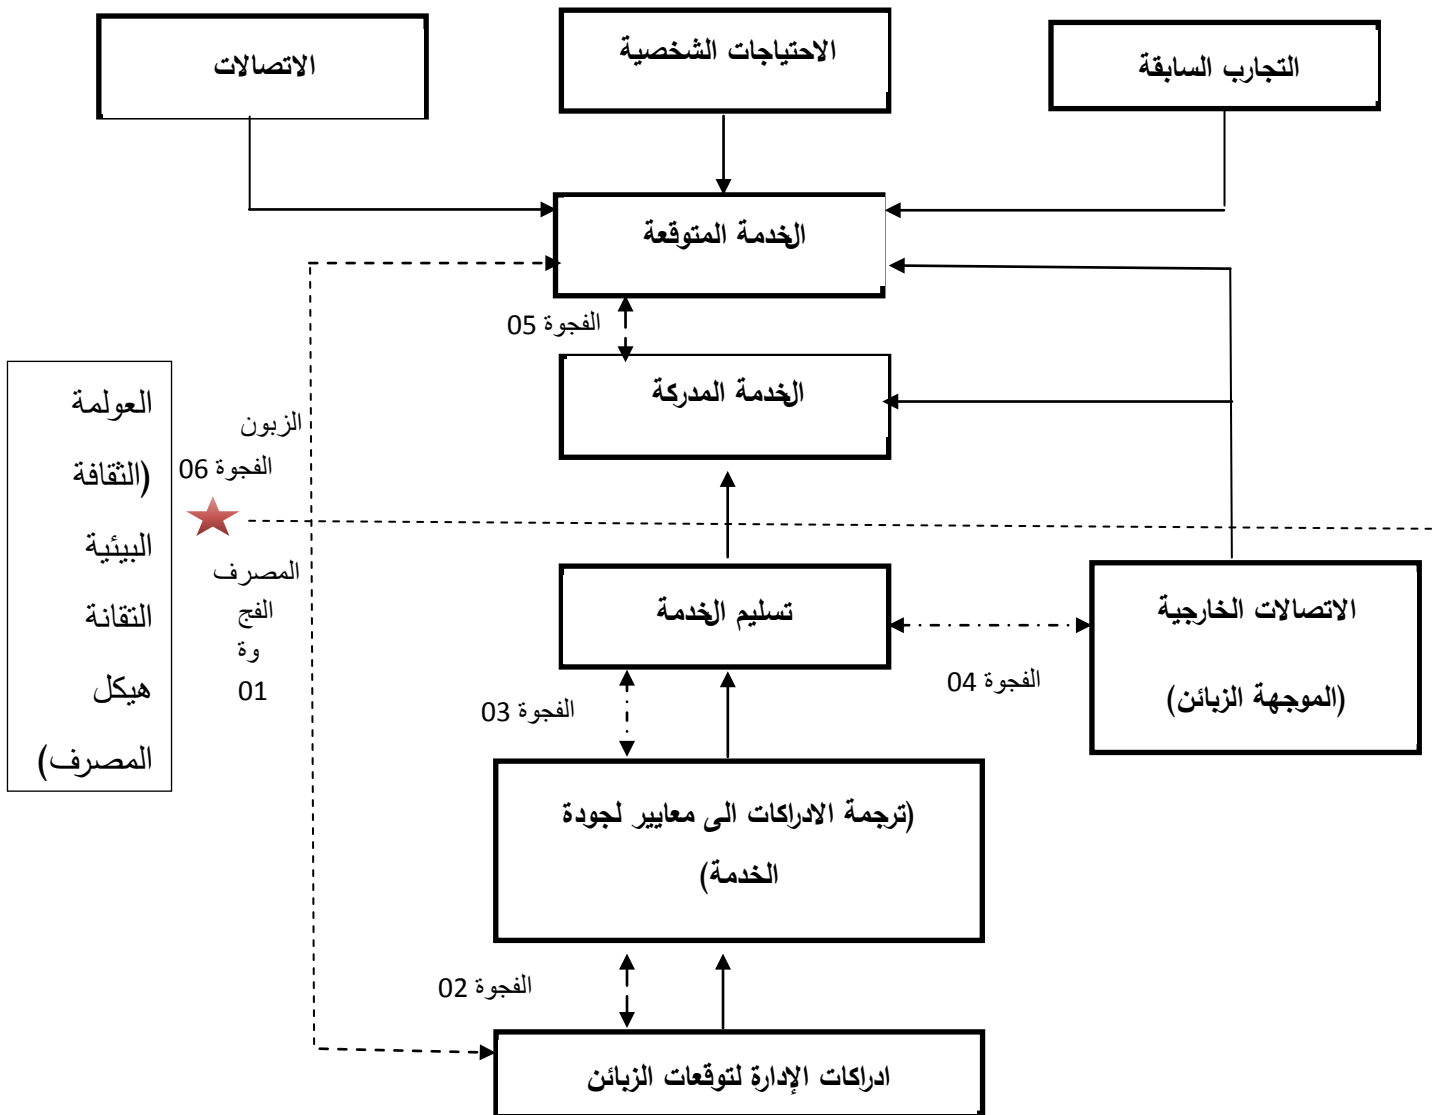 التجارب السابقة
الاحتياجات الشخصية
الاتصالات
الخدمة المتوقعة
الفجوة 05
الخدمة المدركة
العولمة
(الثقافة
البيئية
التقانة
هيكل
المصرف)
الزبون
الفجوة 06
المصرف
الفج
وة
01
تسليم الخدمة
الاتصالات الخارجية
(الموجهة الزبائن)
الفجوة 04
الفجوة 03
(ترجمة الادراكات الى معايير لجودة
الخدمة)
الفجوة 02
ادراكات الإدارة لتوقعات الزبائن